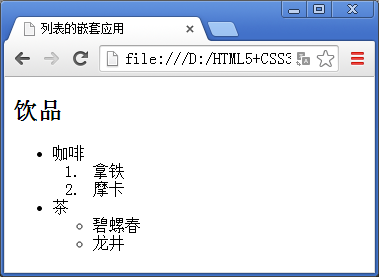 列表的嵌套应用
file:///D:/HTML5+CSS3
饮品
咖啡
1. 拿铁
2. 摩卡
茶
碧螺春
龙井